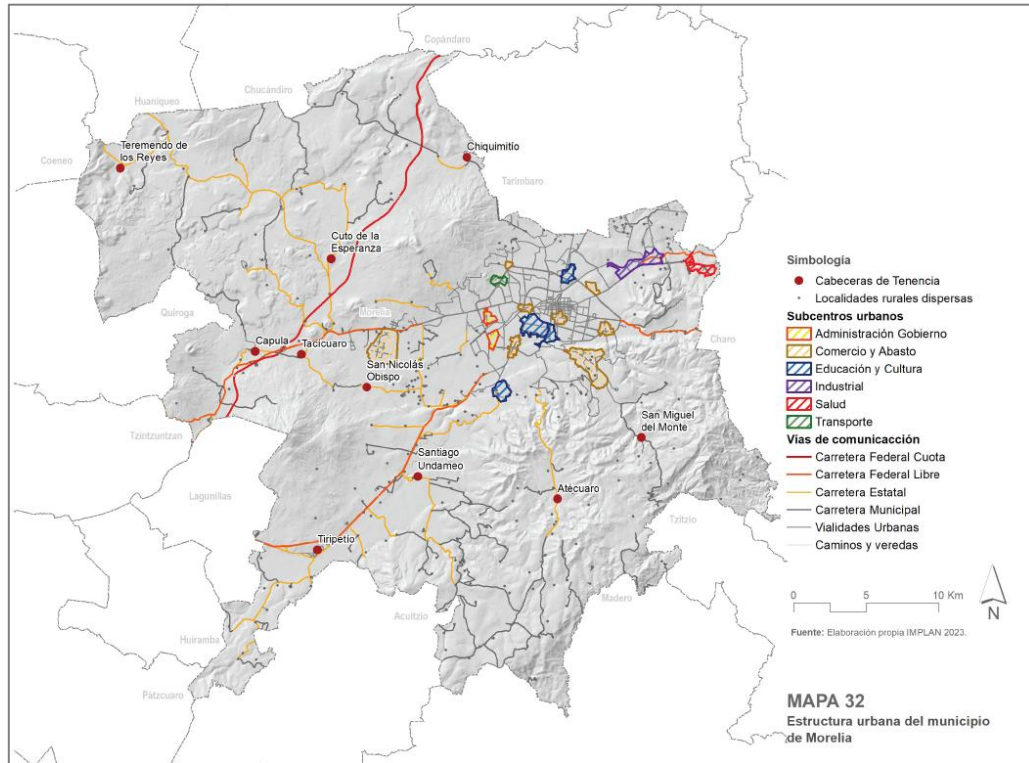 Copándaro
Chucándiro
Huaniqueo
Coeneo
Teremendo de
los Reyes
Chiquimitío
Tarímbaro
Cuto de la
Esperanza
Quiroga
Morelia
Capula
Tacícuaro
San Nicolás
Obispo
Charo
Tzintzuntzan
San Miguel
del Monte
Santiago
Undameo
Lagunillas
Atécuaro
Tzitzio
Tiripetío
Madero
Acuitzio
Huiramba
Pátzcuaro
Simbología
Cabeceras de Tenencia
Localidades rurales dispersas
Subcentros urbanos
Administración Gobierno
Comercio y Abasto
Educación y Cultura
Industrial
Salud
Transporte
Vías de comunicacción
Carretera Federal Cuota
Carretera Federal Libre
Carretera Estatal
Carretera Municipal
Vialidades Urbanas
Caminos y veredas
0 5 10 Km
N
Fuente: Elaboración propia IMPLAN 2023.
MAPA 32
Estructura urbana del municipio
de Morelia